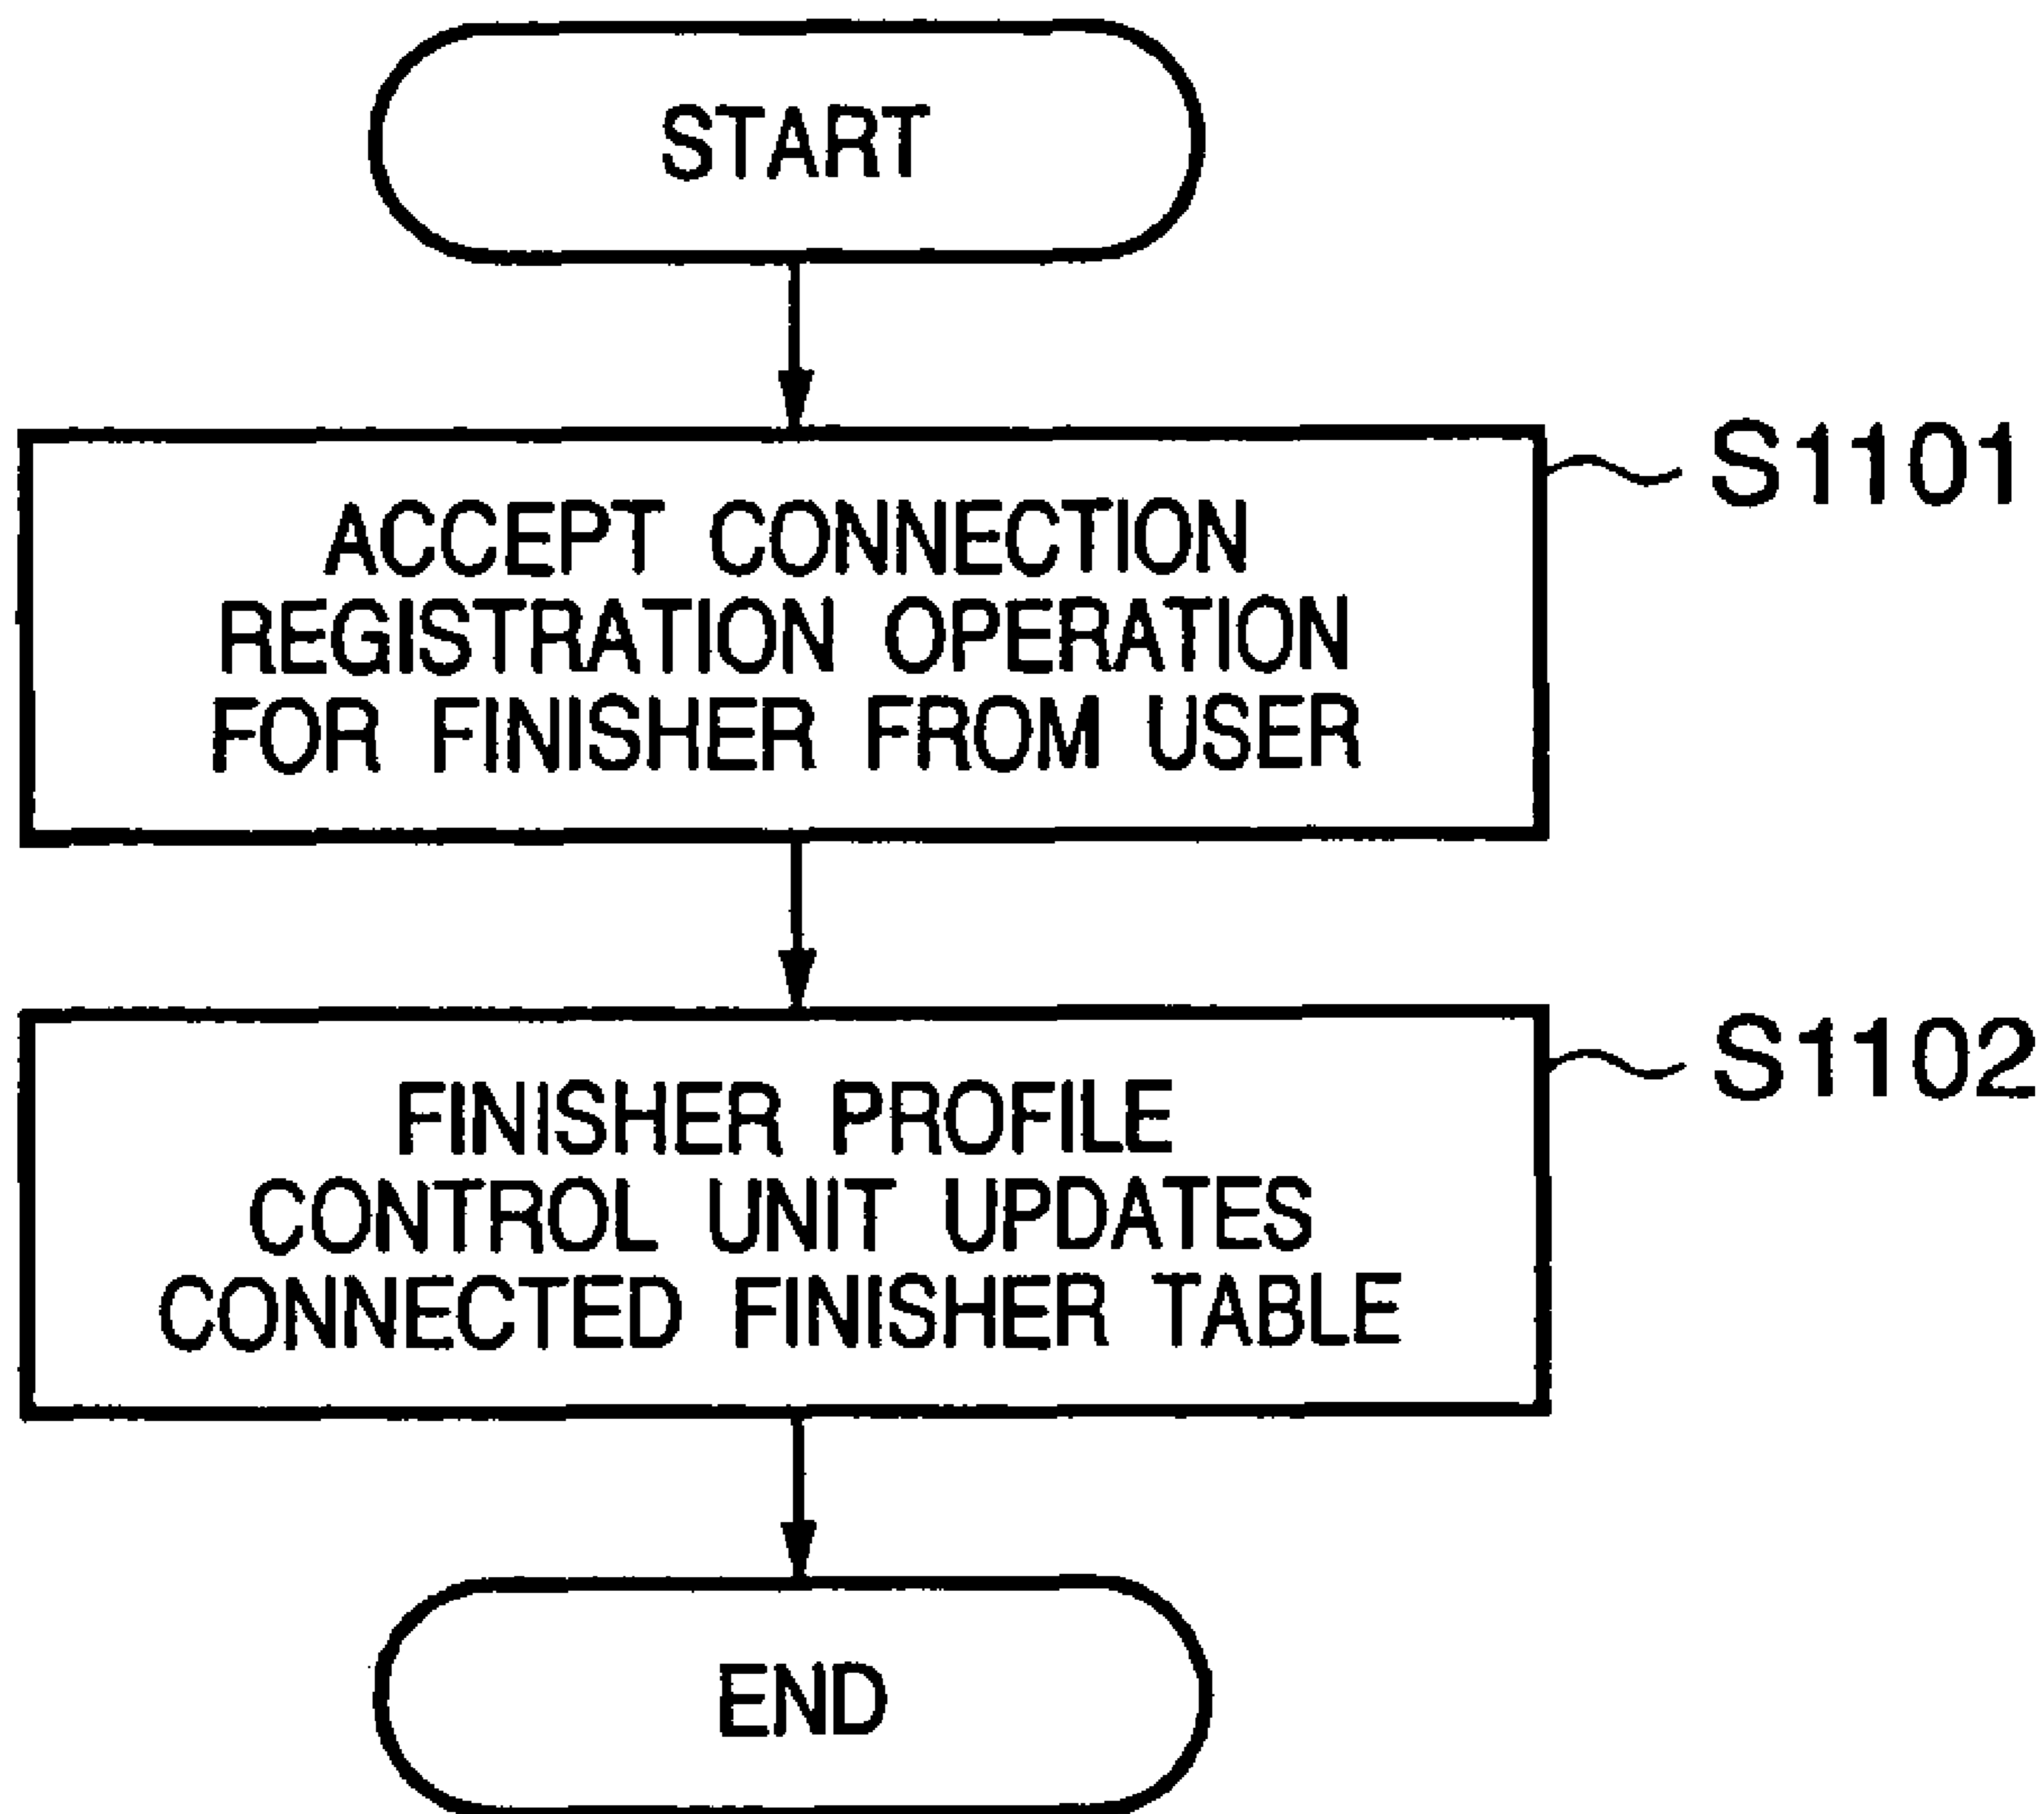 START
S1101
ACCEPT CONNECTION
REGISTRATION OPERATION
FOR FINISHER FROM USER
S1102
FINISHER PROFILE
CONTROL UNIT UPDATES
CONNECTED FINISHER TABLE
END